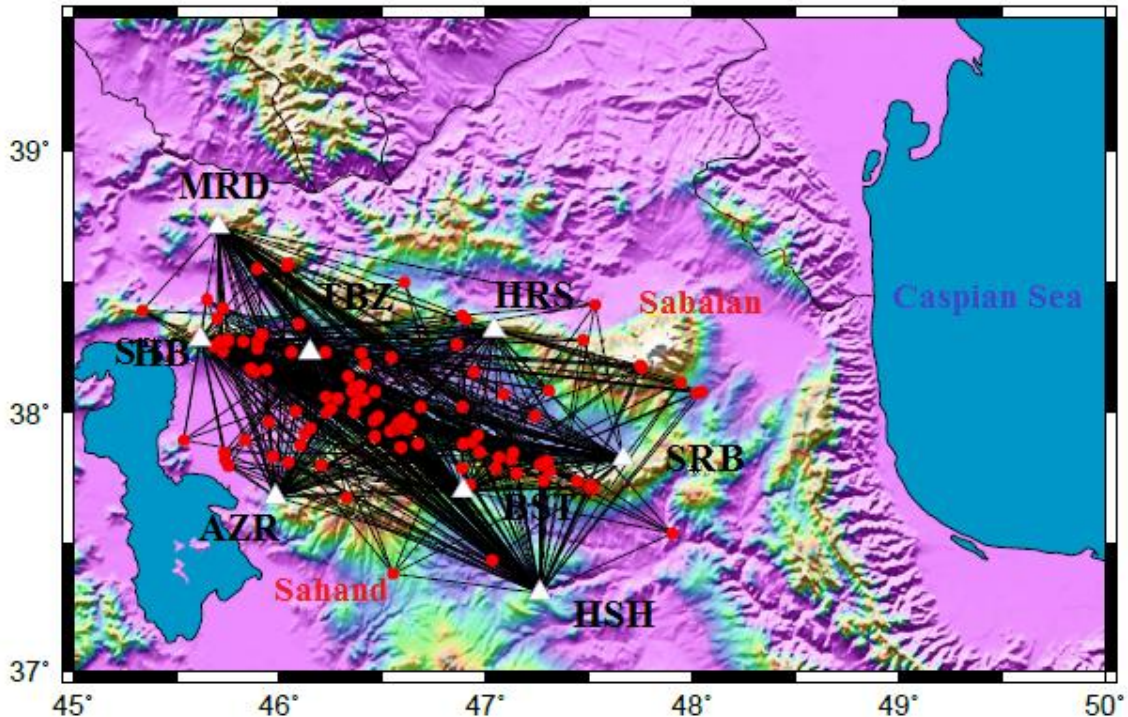 39°
MRD
TBZ
HRS
Sabalan
Caspian Sea
SHB
38°
SRB
BST
AZR
Sahand
HSH
37°
45° 46° 47° 48° 49° 50°